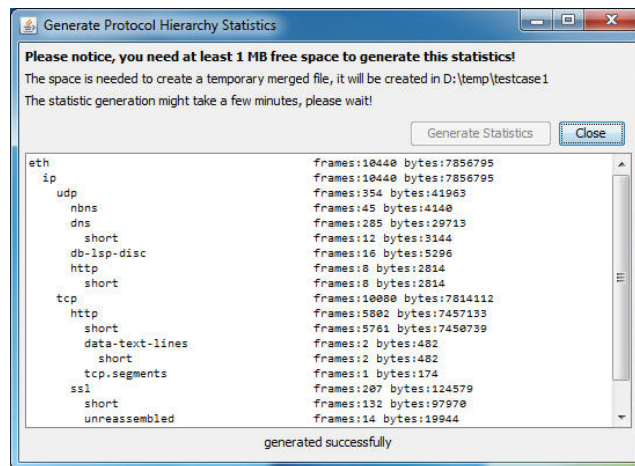 Generate Protocol Hierarchy Statistics
Please notice, you need at least 1 MB free space to generate this statistics!
The space is needed to create a temporary merged file, it will be created in D:\temp\testcase1
The statistic generation might take a few minutes, please wait!
Generate Statistics Close
eth frames:10440 bytes:7856795
ip frames:10440 bytes:7856795
udp frames:354 bytes:41963
nbns frames:45 bytes:4140
dns frames:285 bytes:29713
short frames:12 bytes:3144
db-lsp-disc frames:16 bytes:5296
http frames:8 bytes:2814
short frames:8 bytes:2814
tcp frames:10080 bytes:7814112
http frames:5802 bytes:7457133
short frames:5761 bytes:7450739
data-text-lines frames:2 bytes:482
short frames:2 bytes:482
tcp.segments frames:1 bytes:174
ssl frames:207 bytes:124579
short frames:132 bytes:97970
unreassembled frames:14 bytes:19944
generated successfully